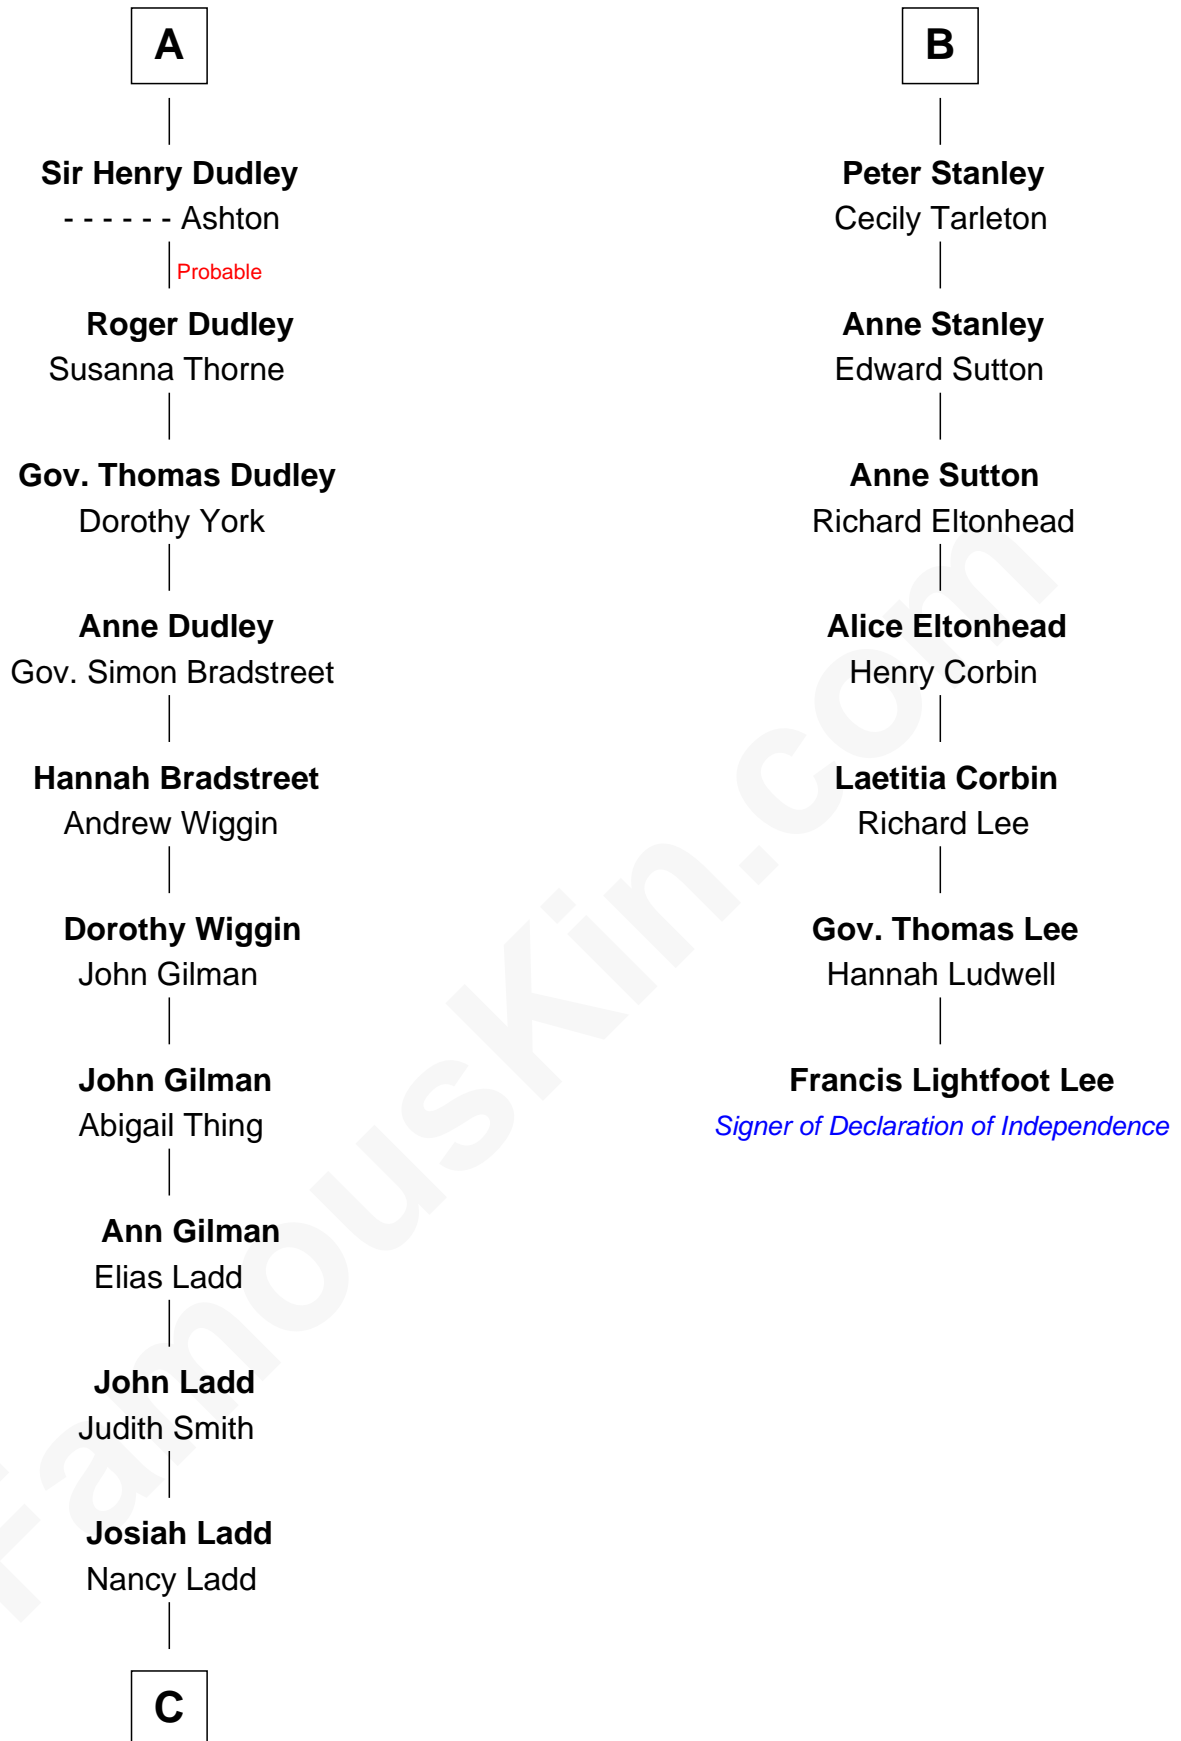 A
Sir Henry Dudley
- - - - - - Ashton
Probable
Roger Dudley
Susanna Thorne
Gov. Thomas Dudley
Dorothy York
Anne Dudley
Gov. Simon Bradstreet
Hannah Bradstreet
Andrew Wiggin
Dorothy Wiggin
John Gilman
John Gilman
Abigail Thing
Ann Gilman
Elias Ladd
John Ladd
Judith Smith
Josiah Ladd
Nancy Ladd
C
B
Peter Stanley
Cecily Tarleton
Anne Stanley
Edward Sutton
Anne Sutton
Richard Eltonhead
Alice Eltonhead
Henry Corbin
Laetitia Corbin
Richard Lee
Gov. Thomas Lee
Hannah Ludwell
Francis Lightfoot Lee
Signer of Declaration of Independence
FamousKin.com